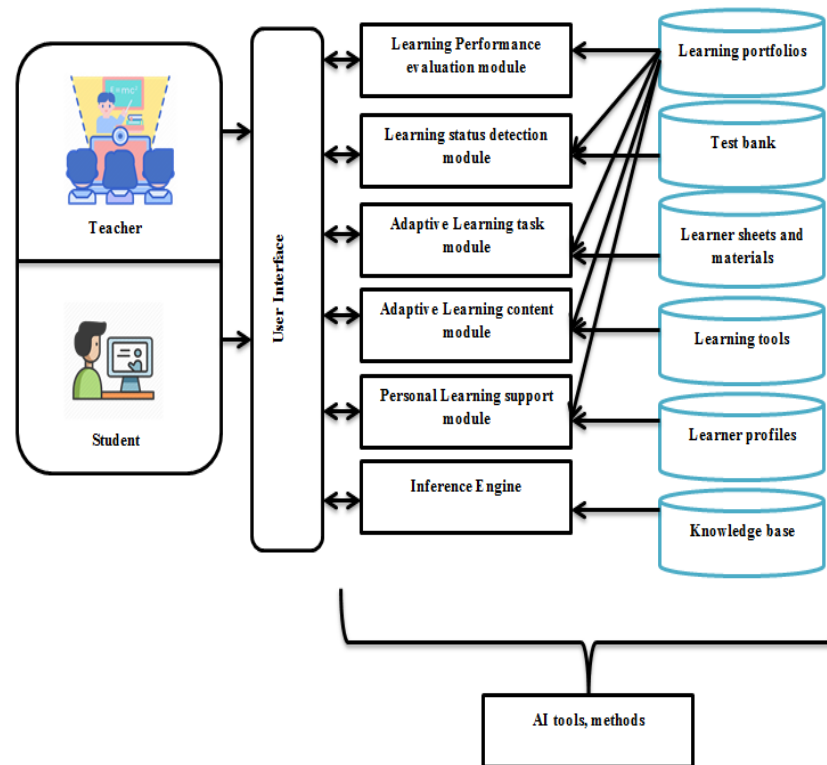 E=mc²
Teacher
Student
User Interface
Learning Performance
evaluation module
Learning status detection
module
Adaptive Learning task
module
Adaptive Learning content
module
Personal Learning support
module
Inference Engine
Learning portfolios
Test bank
Learner sheets and
materials
Learning tools
Learner profiles
Knowledge base
AI tools, methods